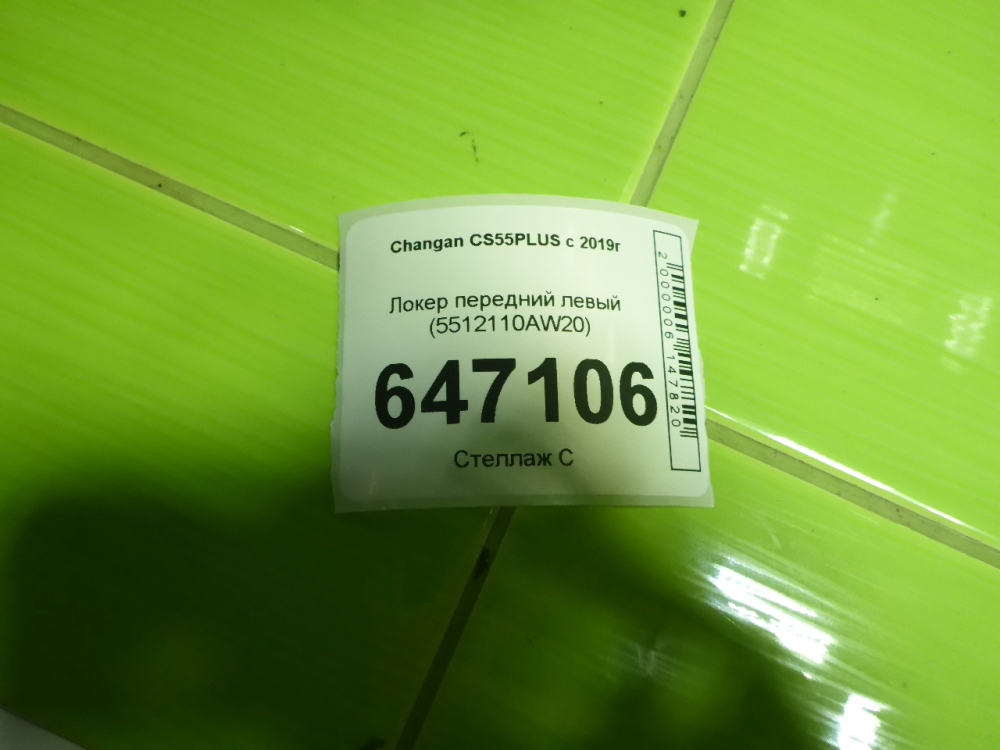 Changan CS55PLUS с 2019г
Локер передний левый
(5512110AW20)
647106
Стеллаж С
2000006147820